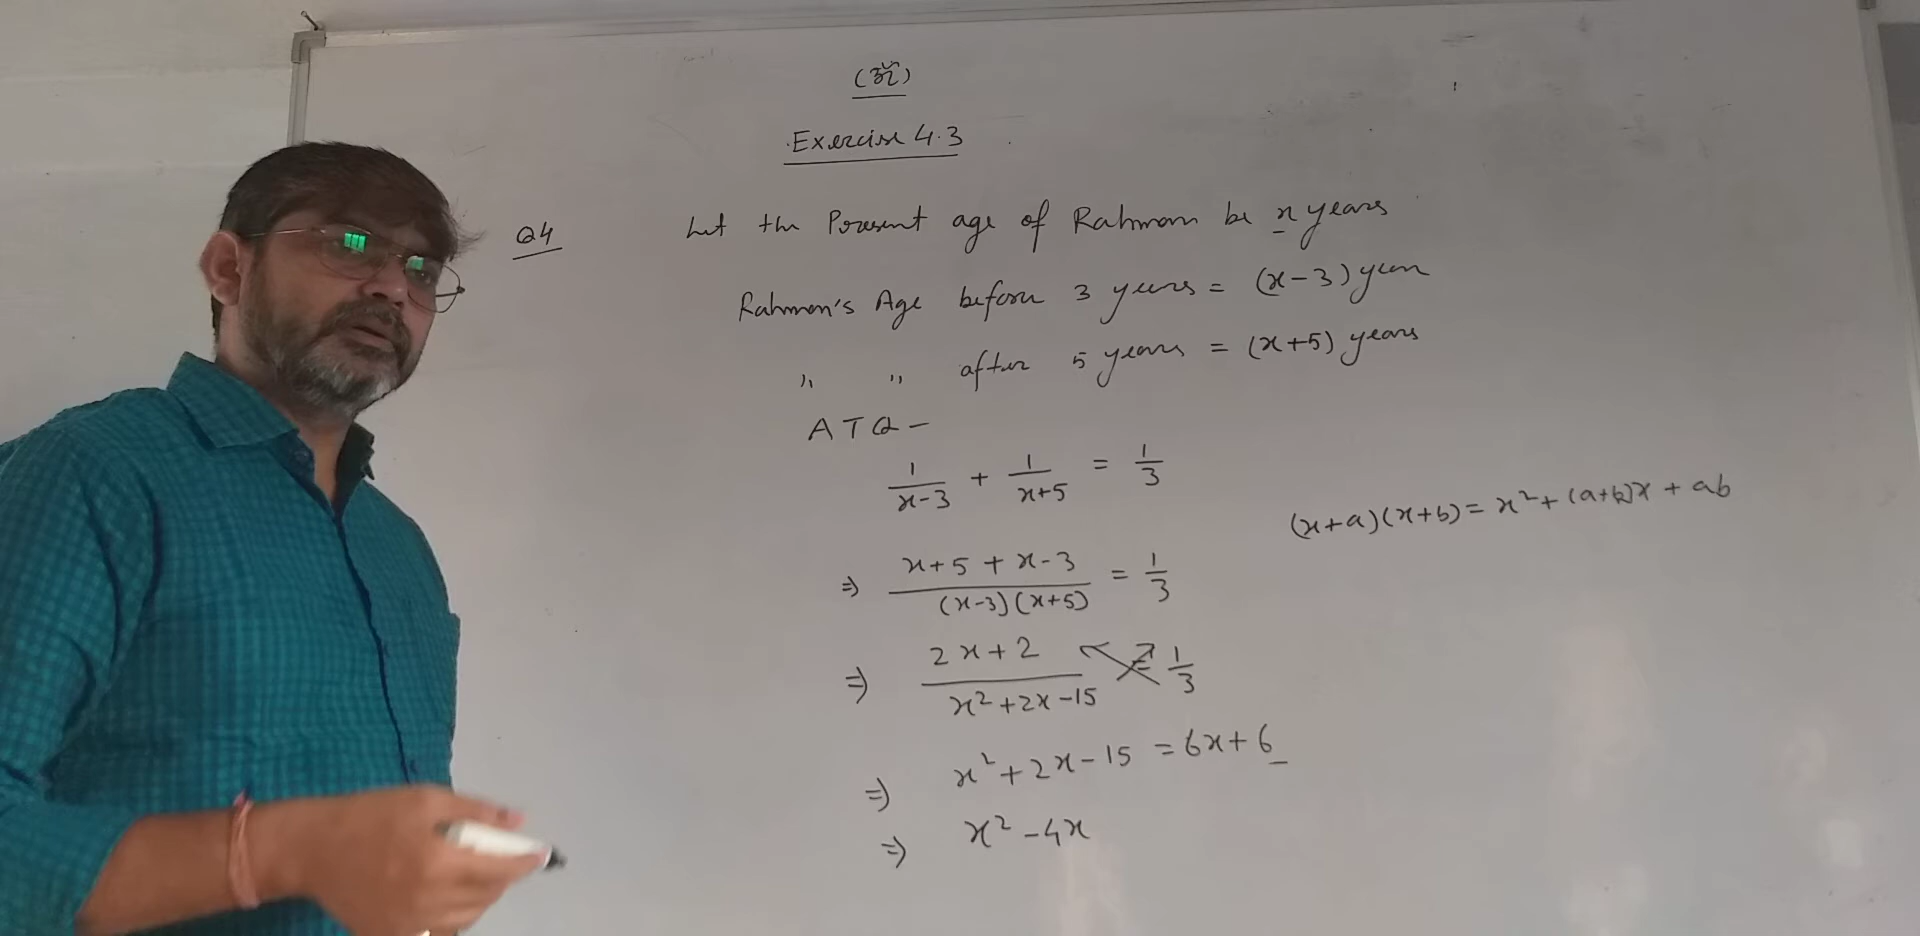 (ॐ)
Exercise 4.3
Q4 Let the Present age of Rahman be x years
Rahman's Age before 3 years = (x-3) year
" " after 5 years = (x+5) years
ATQ-
1/(x-3) + 1/(x+5) = 1/3
(x+a)(x+b) = x² + (a+b)x + ab
⇒ (x+5+x-3)/((x-3)(x+5)) = 1/3
⇒ (2x+2)/(x²+2x-15) = 1/3
⇒ x²+2x-15 = 6x+6
⇒ x²-4x